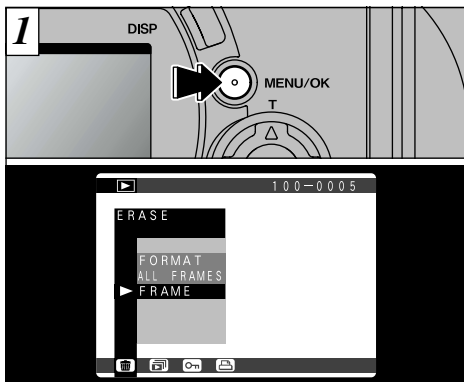 1
DISP
MENU/OK
T
100-0005
ERASE
FORMAT
ALL FRAMES
FRAME